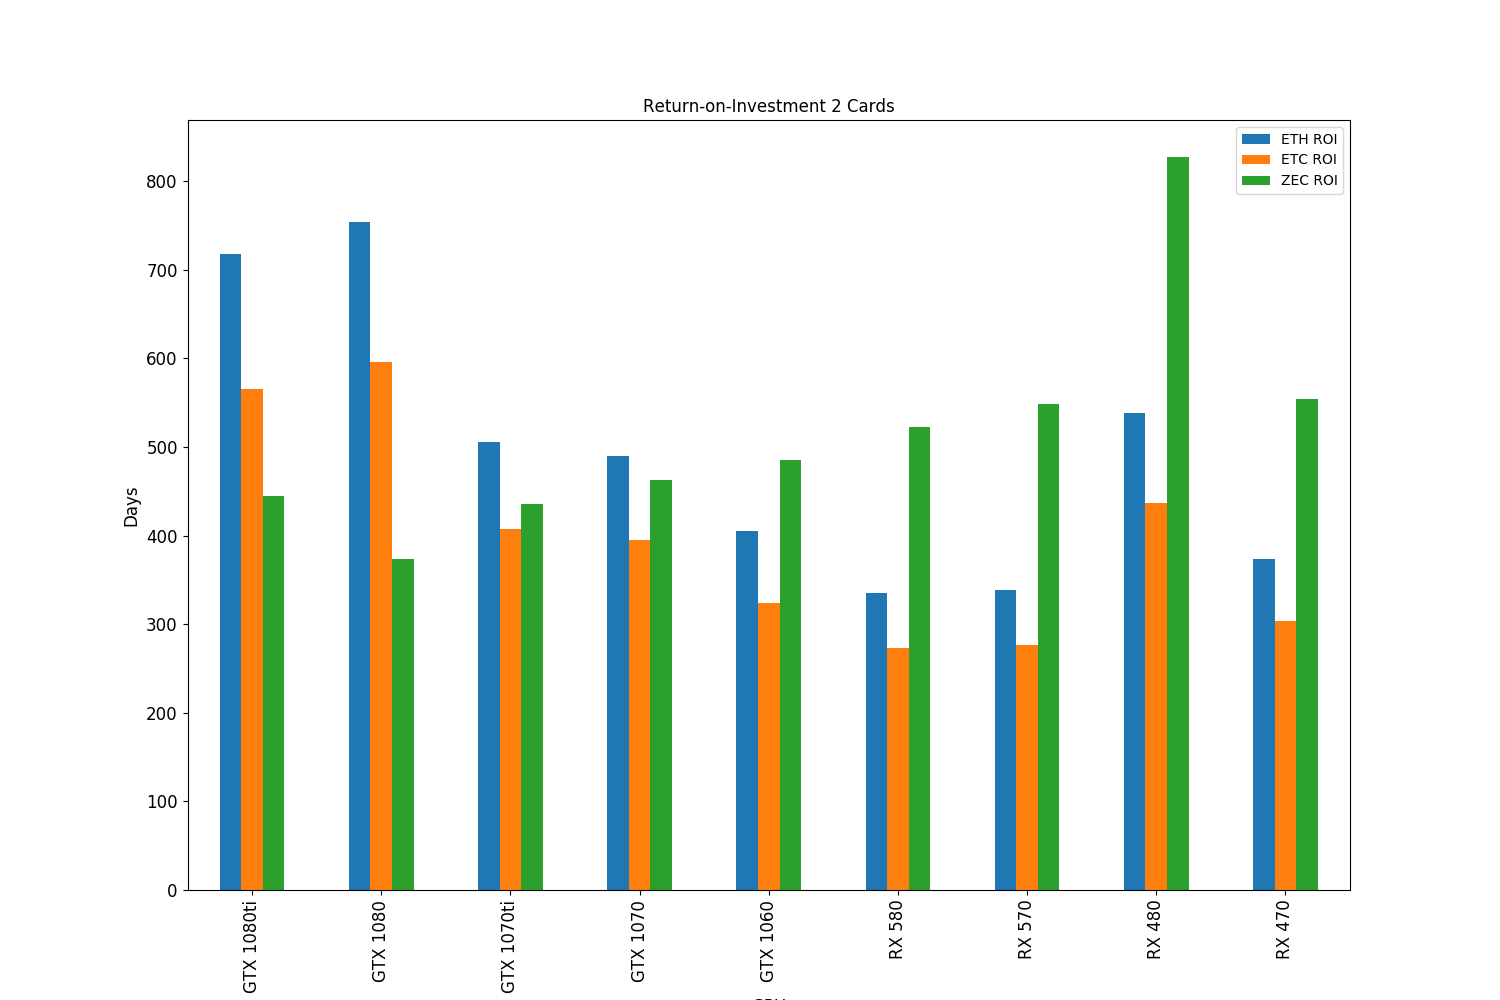 Return-on-Investment 2 Cards
ETH ROI
ETC ROI
ZEC ROI
Days
800
700
600
500
400
300
200
100
0
GTX 1080ti
GTX 1080
GTX 1070ti
GTX 1070
GTX 1060
RX 580
RX 570
RX 480
RX 470